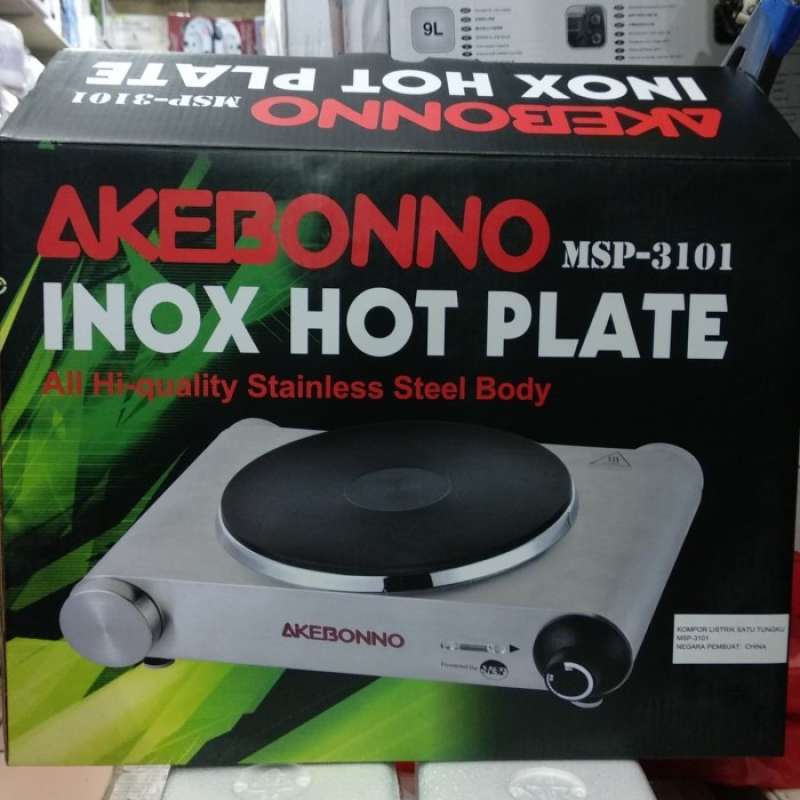 9L
INOX HOT PLATE
AKEBONNO MSP-3101
AKEBONNO MSP-3101
INOX HOT PLATE
All Hi-quality Stainless Steel Body
AKEBONNO
KOMPOR LISTRIK SATU TUNGKU
MSP-3101
NEGARA PEMBUAT: CHINA